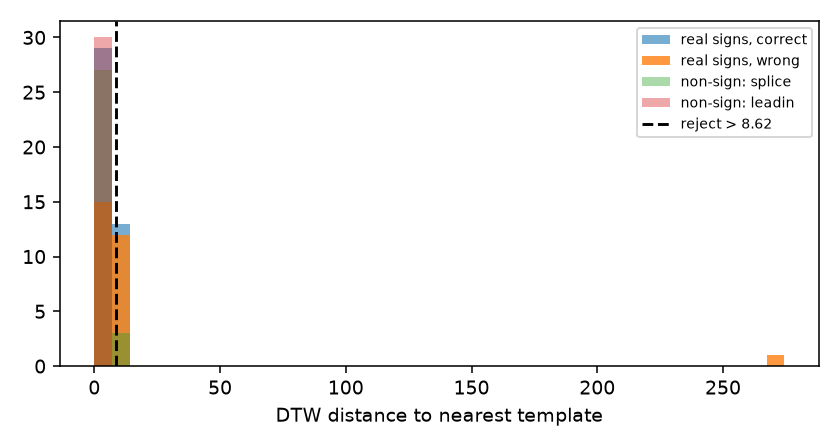 30
25
20
15
10
5
0
0 50 100 150 200 250
DTW distance to nearest template
real signs, correct
real signs, wrong
non-sign: splice
non-sign: leadin
reject > 8.62